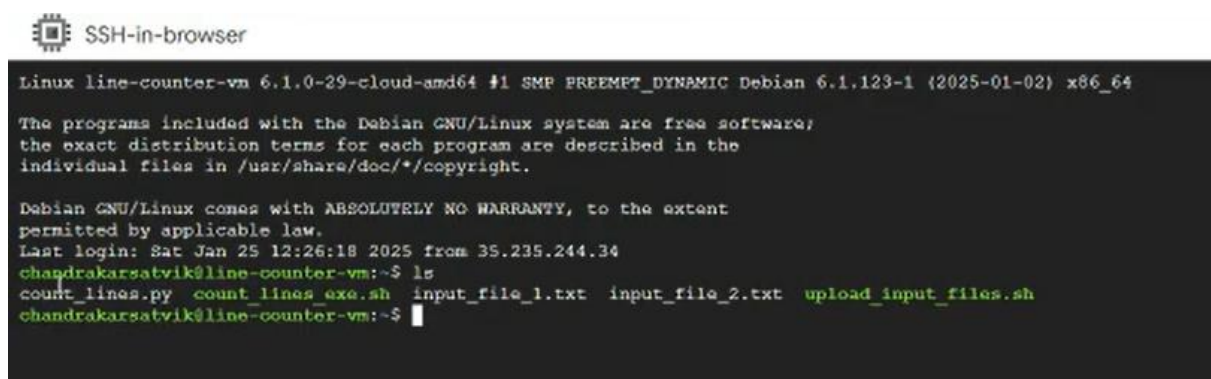 SSH-in-browser
Linux line-counter-vm 6.1.0-29-cloud-amd64 #1 SMP PREEMPT_DYNAMIC Debian 6.1.123-1 (2025-01-02) x86_64
The programs included with the Debian GNU/Linux system are free software;
the exact distribution terms for each program are described in the
individual files in /usr/share/doc/*/copyright.
Debian GNU/Linux comes with ABSOLUTELY NO WARRANTY, to the extent
permitted by applicable law.
Last login: Sat Jan 25 12:26:18 2025 from 35.235.244.34
chandrakarsatvik@line-counter-vm:~$ ls
count_lines.py count_lines_exe.sh input_file_1.txt input_file_2.txt upload_input_files.sh
chandrakarsatvik@line-counter-vm:~$